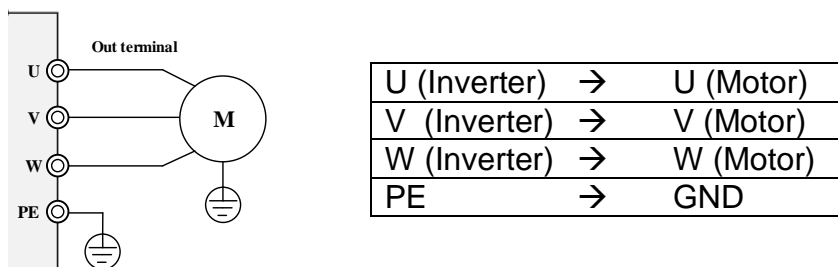 Out terminal
U
V
W
PE
M
U (Inverter) → U (Motor)
V (Inverter) → V (Motor)
W (Inverter) → W (Motor)
PE → GND